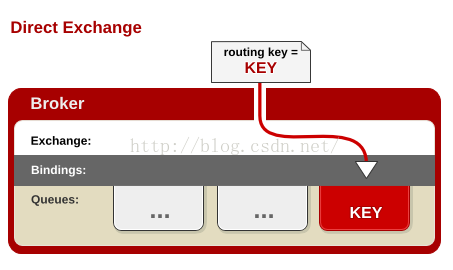 Direct Exchange
routing key =
KEY
Broker
Exchange:
http://blog.csdn.net/
Bindings:
Queues:
... ... KEY